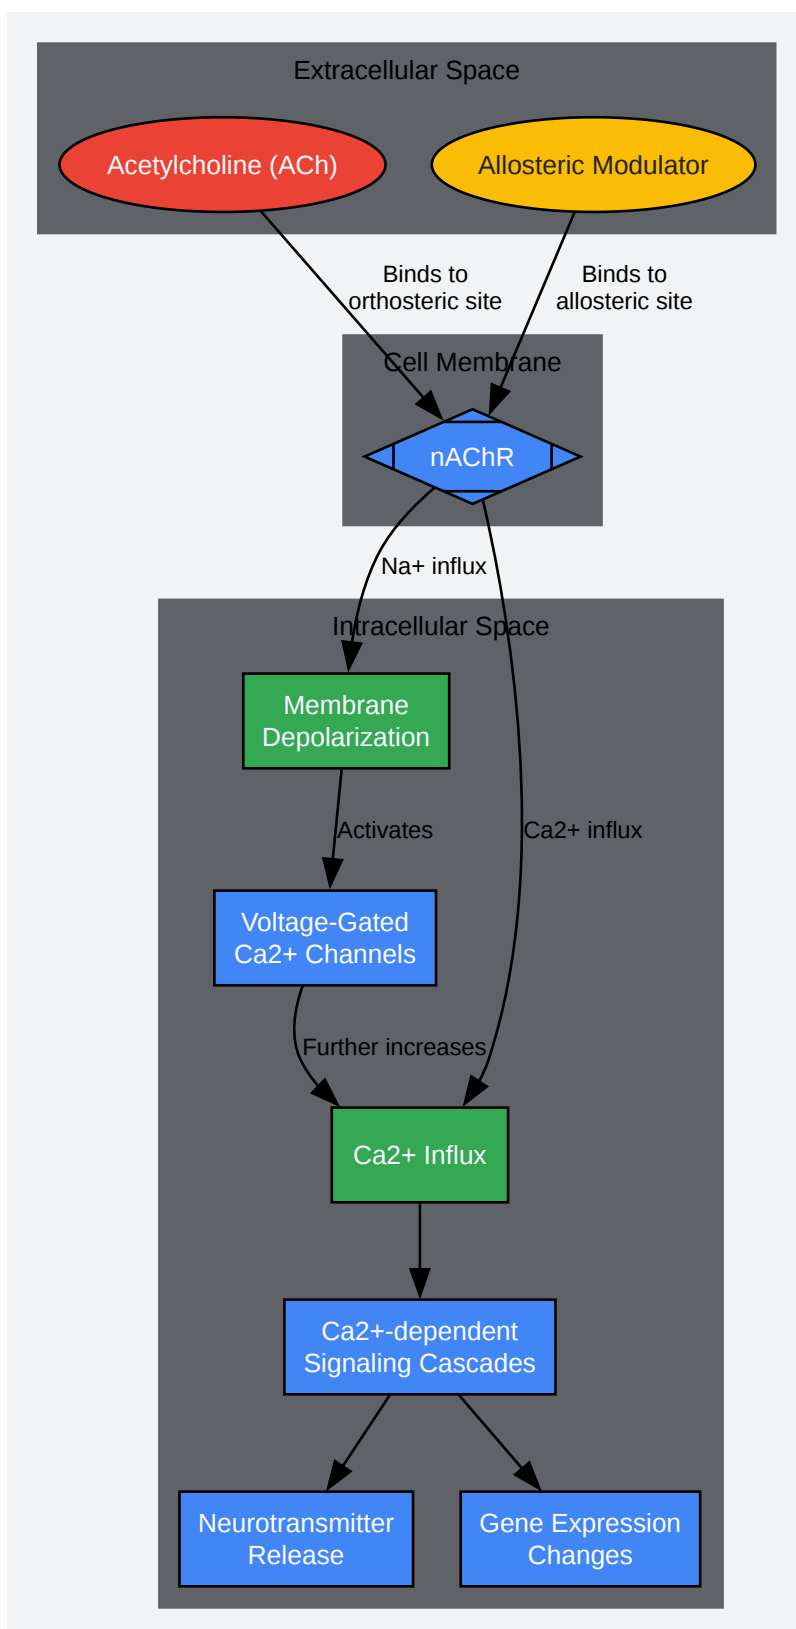 Extracellular Space
Acetylcholine (ACh)
Allosteric Modulator
Binds to
orthosteric site
Binds to
allosteric site
Cell Membrane
nAChR
Na+ influx
Intracellular Space
Membrane
Depolarization
Activates
Ca2+ influx
Voltage-Gated
Ca2+ Channels
Further increases
Ca2+ Influx
Ca2+-dependent
Signaling Cascades
Neurotransmitter
Release
Gene Expression
Changes